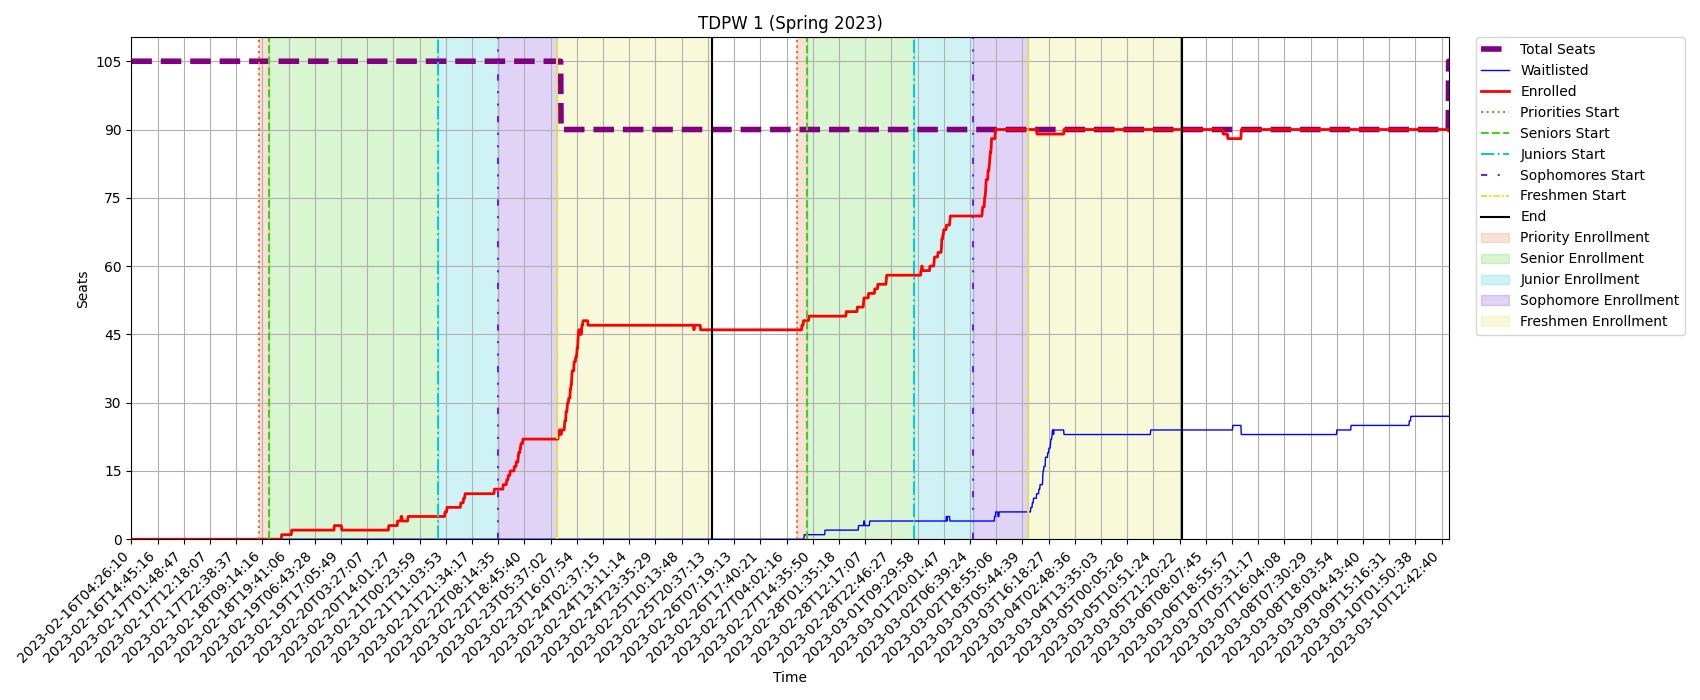 TDPW 1 (Spring 2023)
Seats
105
90
75
60
45
30
15
0
2023-02-16T04:26:10
2023-02-16T14:45:16
2023-02-17T01:48:47
2023-02-17T12:18:07
2023-02-17T22:38:37
2023-02-18T09:14:16
2023-02-18T19:41:06
2023-02-19T06:43:28
2023-02-19T17:05:49
2023-02-20T03:27:07
2023-02-20T14:01:27
2023-02-21T00:23:59
2023-02-21T11:03:53
2023-02-21T21:34:17
2023-02-22T08:14:35
2023-02-22T18:45:40
2023-02-23T05:37:02
2023-02-23T16:07:54
2023-02-24T02:37:15
2023-02-24T13:11:14
2023-02-24T23:35:29
2023-02-25T10:13:48
2023-02-25T20:37:13
2023-02-26T07:19:13
2023-02-26T17:40:21
2023-02-27T04:02:16
2023-02-27T14:35:50
2023-02-28T01:35:18
2023-02-28T12:17:07
2023-02-28T22:46:27
2023-03-01T09:29:58
2023-03-01T20:01:47
2023-03-02T06:39:24
2023-03-02T18:55:06
2023-03-03T05:44:39
2023-03-03T16:18:27
2023-03-04T02:48:36
2023-03-04T13:35:03
2023-03-05T00:05:26
2023-03-05T10:51:24
2023-03-05T21:20:22
2023-03-06T08:07:45
2023-03-06T18:55:57
2023-03-07T05:31:17
2023-03-07T16:04:08
2023-03-08T07:30:29
2023-03-08T18:03:54
2023-03-09T04:43:40
2023-03-09T15:16:31
2023-03-10T01:50:38
2023-03-10T12:42:40
Time
Total Seats
Waitlisted
Enrolled
Priorities Start
Seniors Start
Juniors Start
Sophomores Start
Freshmen Start
End
Priority Enrollment
Senior Enrollment
Junior Enrollment
Sophomore Enrollment
Freshmen Enrollment